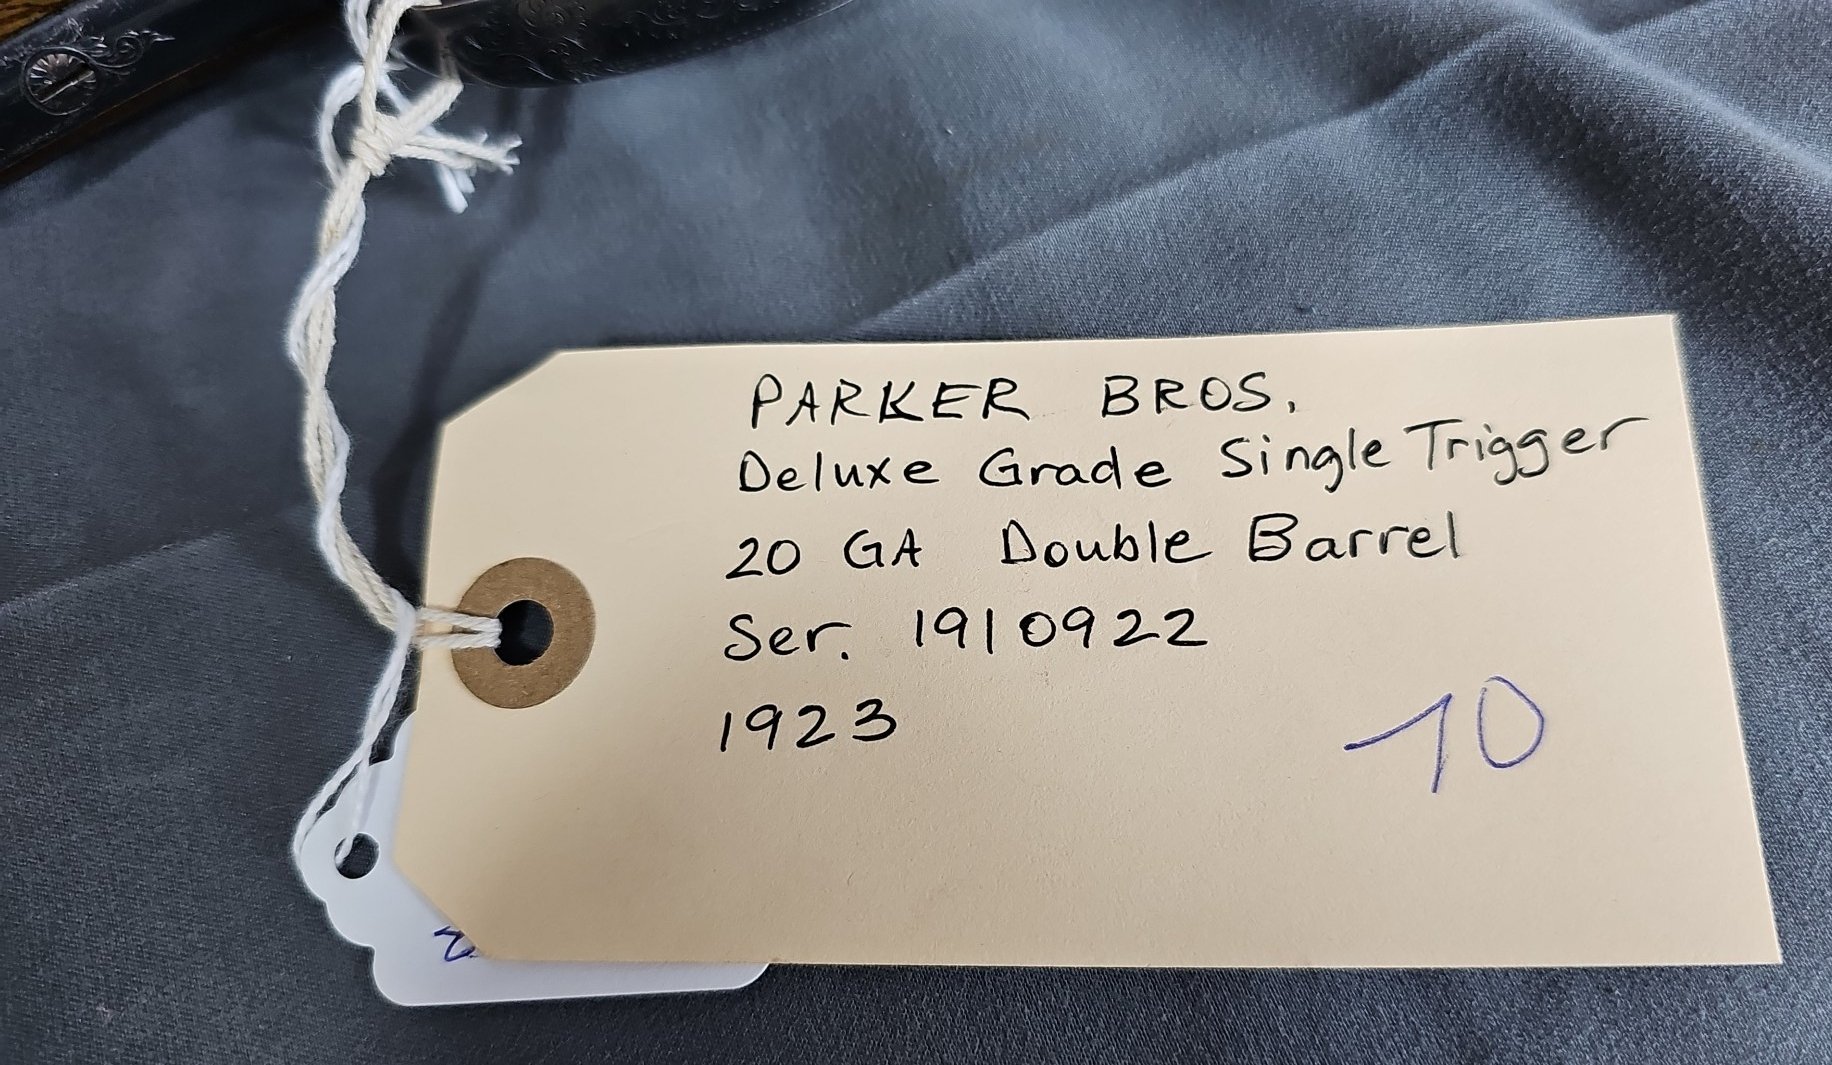 PARKER BROS.
Deluxe Grade Single Trigger
20 GA Double Barrel
Ser. 1910922
1923
10